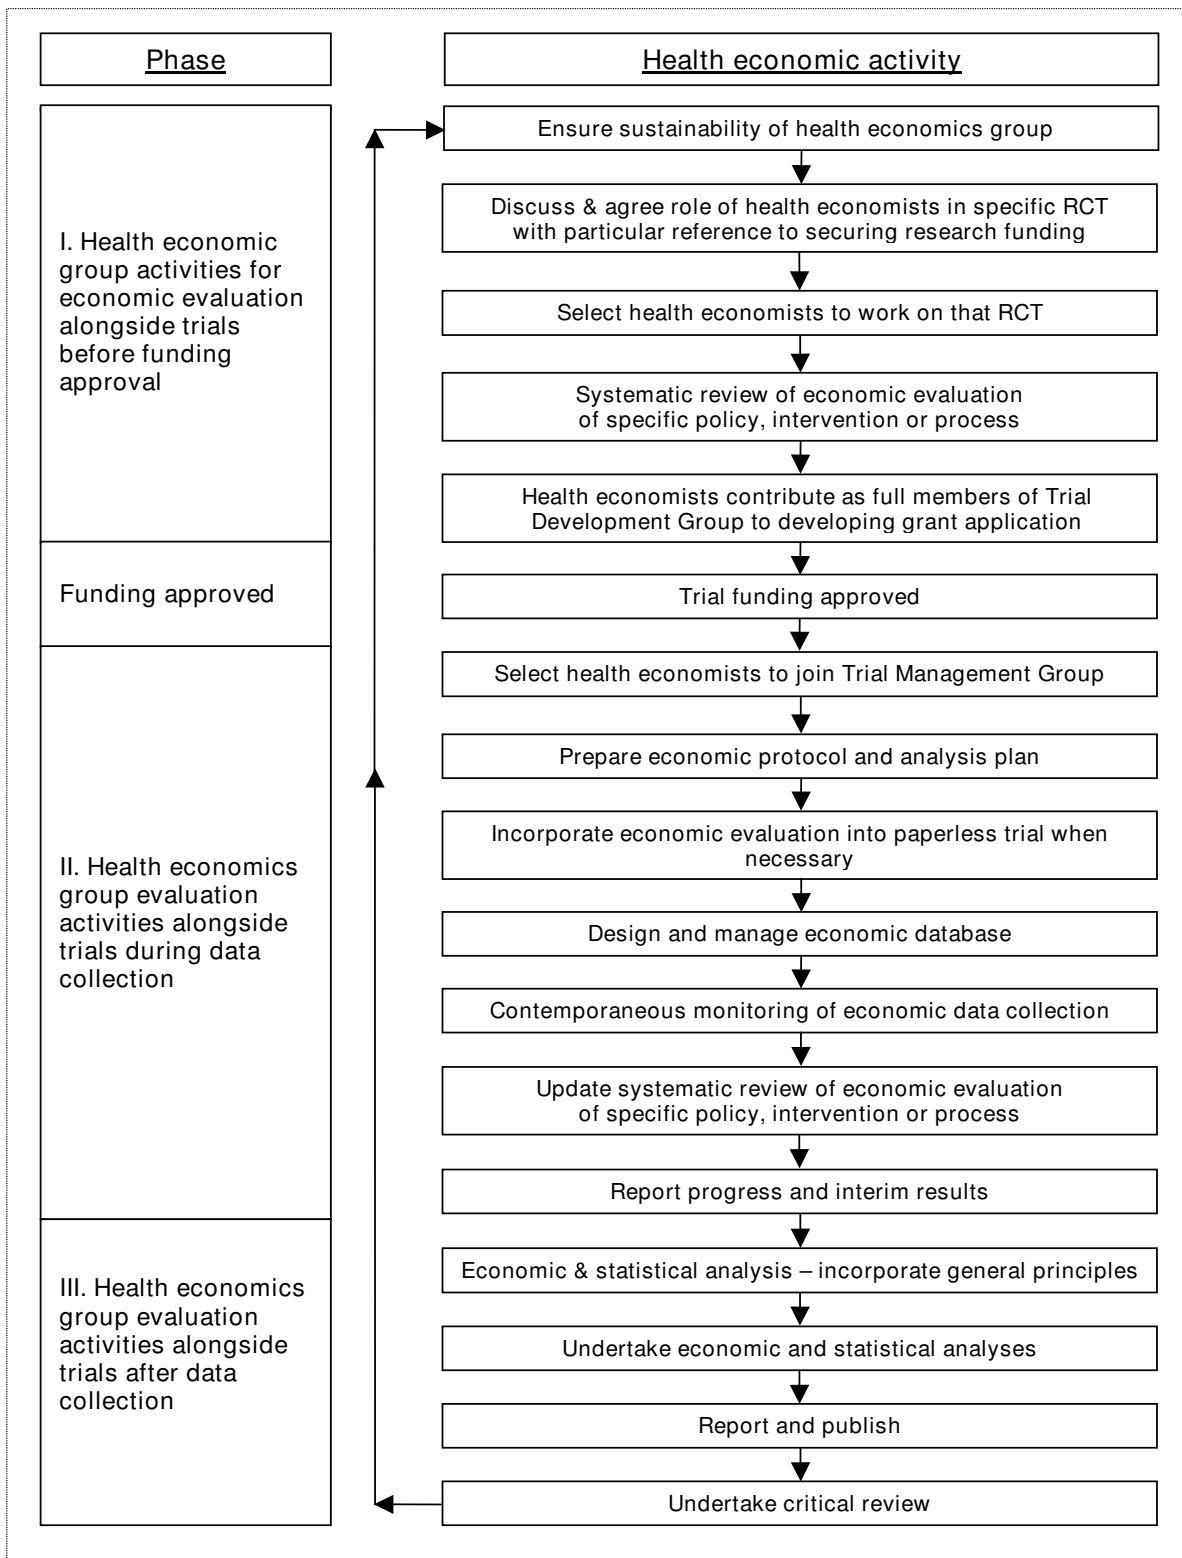 Phase
Health economic activity
I. Health economic
group activities for
economic evaluation
alongside trials
before funding
approval
Ensure sustainability of health economics group
Discuss & agree role of health economists in specific RCT
with particular reference to securing research funding
Select health economists to work on that RCT
Systematic review of economic evaluation
of specific policy, intervention or process
Health economists contribute as full members of Trial
Development Group to developing grant application
Funding approved
Trial funding approved
II. Health economics
group evaluation
activities alongside
trials during data
collection
Select health economists to join Trial Management Group
Prepare economic protocol and analysis plan
Incorporate economic evaluation into paperless trial when
necessary
Design and manage economic database
Contemporaneous monitoring of economic data collection
Update systematic review of economic evaluation
of specific policy, intervention or process
Report progress and interim results
III. Health economics
group evaluation
activities alongside
trials after data
collection
Economic & statistical analysis – incorporate general principles
Undertake economic and statistical analyses
Report and publish
Undertake critical review